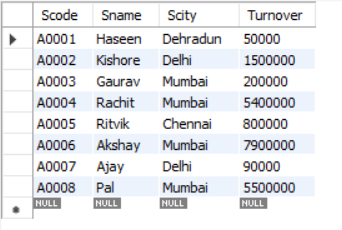 Scode Sname Scity Turnover
A0001 Haseen Dehradun 50000
A0002 Kishore Delhi 1500000
A0003 Gaurav Mumbai 200000
A0004 Rachit Mumbai 5400000
A0005 Ritvik Chennai 800000
A0006 Akshay Mumbai 7900000
A0007 Ajay Delhi 90000
A0008 Pal Mumbai 5500000
NULL NULL NULL NULL